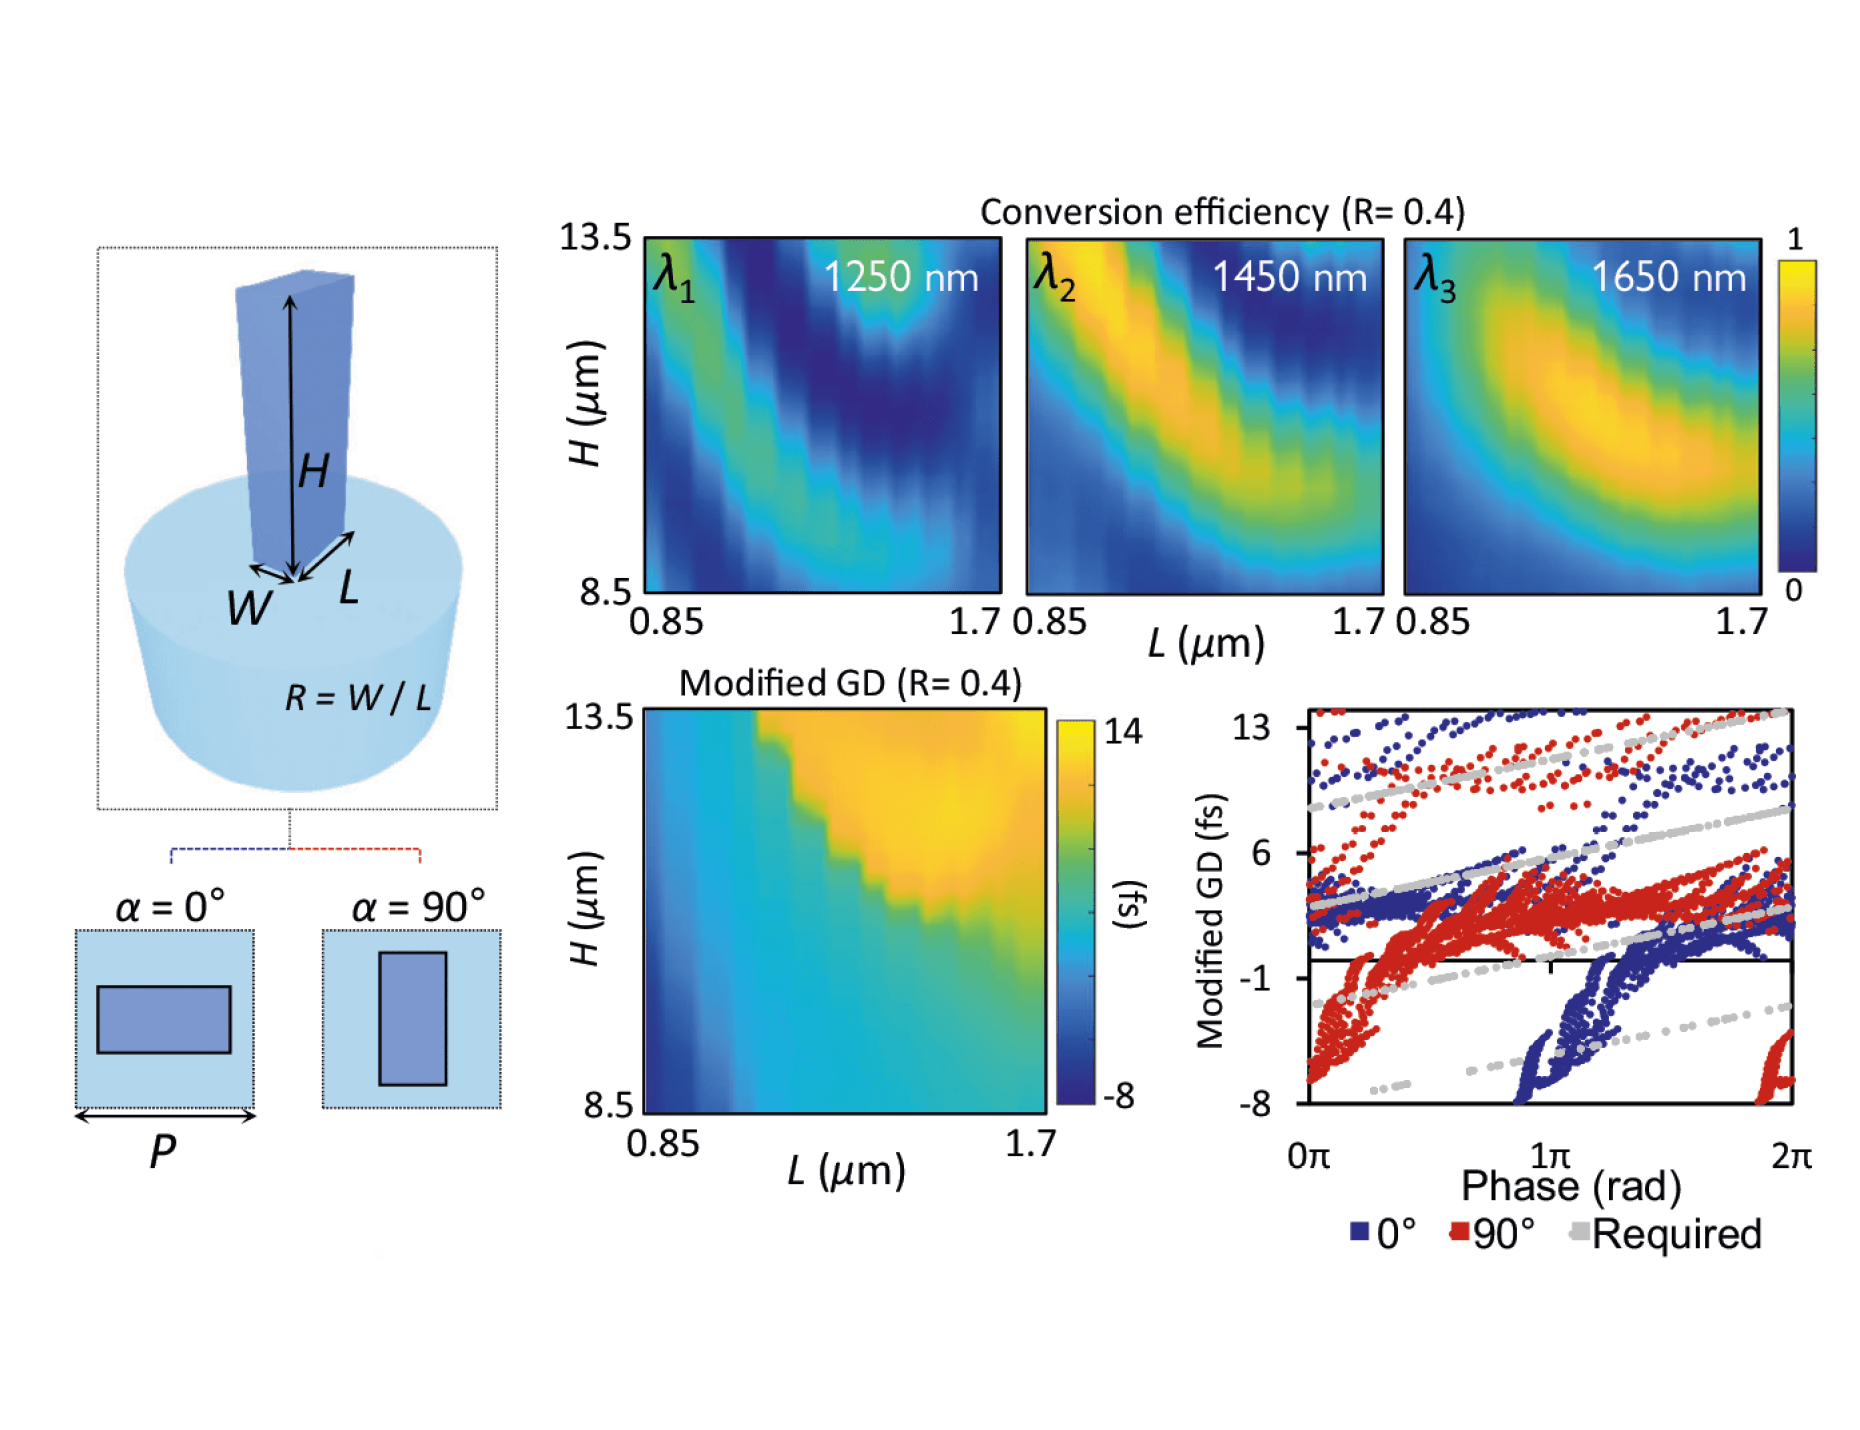 H
W
L
R = W / L
α = 0°
α = 90°
P
Conversion efficiency (R= 0.4)
13.5
H (μm)
8.5
λ1
1250 nm
λ2
1450 nm
λ3
1650 nm
1
0
0.85
1.7
0.85
1.7
0.85
1.7
L (μm)
Modified GD (R= 0.4)
13.5
H (μm)
8.5
0.85
1.7
L (μm)
14
(fs)
-8
Modified GD (fs)
13
6
-1
-8
0π
1π
2π
Phase (rad)
0°
90°
Required